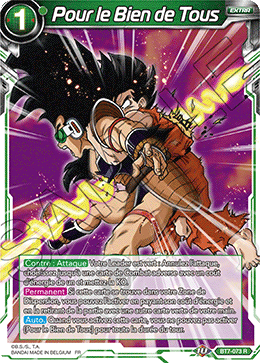 1
Pour le Bien de Tous
EXTRA
Contre : Attaque Votre Leader est vert : Annulez l'attaque,
choisissez jusqu'à une carte de Combat adverse avec un coût
d'énergie de un et mettez-la KO.
Permanent Si cette carte se trouve dans votre Zone de
Dispersion, vous pouvez l'activer en payant son coût d'énergie et
en la retirant de la partie avec une autre carte verte de votre main.
Auto Quand vous activez cette carte, vous ne pouvez pas activer
{Pour le Bien de Tous} pour toute la durée du tour.
©B.S./S., T.A.
BANDAI MADE IN BELGIUM FR
BT7-073 R